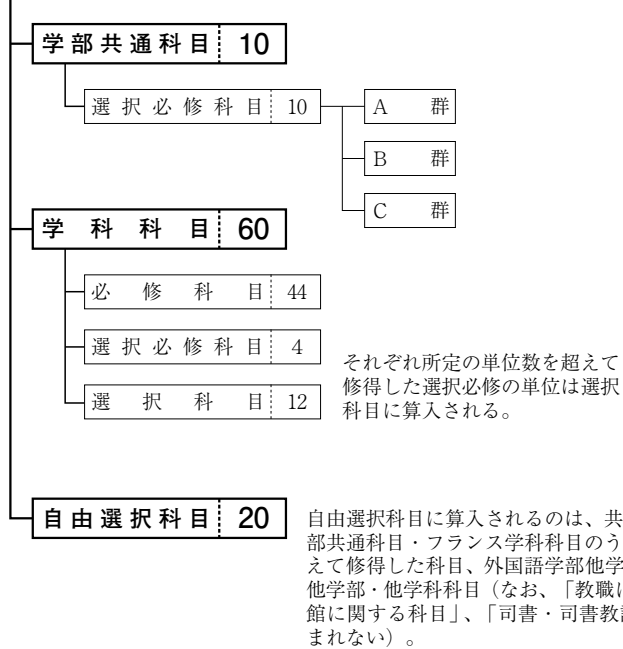 学部共通科目 10
選択必修科目 10
A 群
B 群
C 群
学科科目 60
必修科目 44
選択必修科目 4
選択科目 12
それぞれ所定の単位数を超えて
修得した選択必修の単位は選択
科目に算入される。
自由選択科目 20
自由選択科目に算入されるのは、共
部共通科目・フランス学科科目のう
えて修得した科目、外国語学部他学
他学部・他学科科目（なお、「教職に
館に関する科目」、「司書・司書教諭
まれない）。